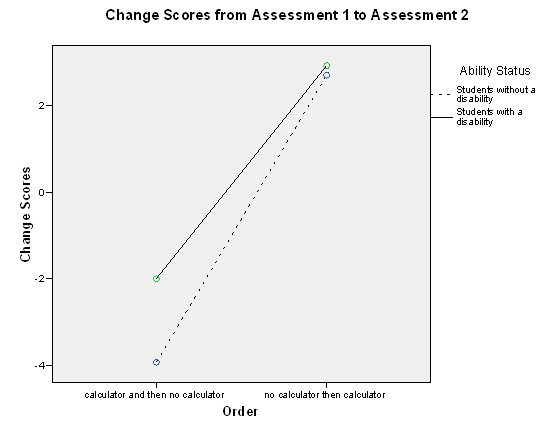 Change Scores from Assessment 1 to Assessment 2
Ability Status
Students without a
disability
Students with a
disability
Change Scores
2
0
-2
-4
calculator and then no calculator
no calculator then calculator
Order